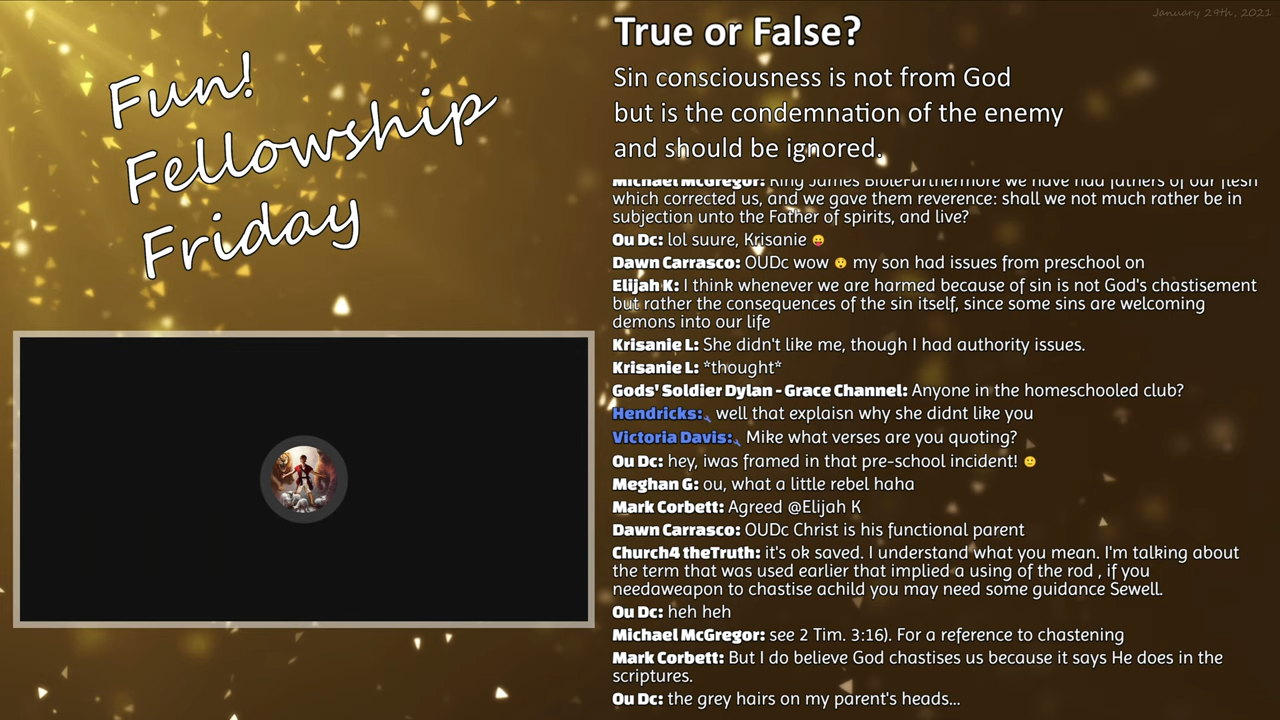 January 29th, 2021
Fun!
Fellowship
Friday
True or False?
Sin consciousness is not from God
but is the condemnation of the enemy
and should be ignored.
Michael McGregor: King James BibleFurthermore we have had fathers of our flesh
which corrected us, and we gave them reverence: shall we not much rather be in
subjection unto the Father of spirits, and live?
Ou Dc: lol suure, Krisanie 😛
Dawn Carrasco: OUDc wow 😲 my son had issues from preschool on
Elijah K: I think whenever we are harmed because of sin is not God's chastisement
but rather the consequences of the sin itself, since some sins are welcoming
demons into our life
Krisanie L: She didn't like me, though I had authority issues.
Krisanie L: *thought*
Gods' Soldier Dylan - Grace Channel: Anyone in the homeschooled club?
Hendricks: well that explaisn why she didnt like you
Victoria Davis: Mike what verses are you quoting?
Ou Dc: hey, iwas framed in that pre-school incident! 🙂
Meghan G: ou, what a little rebel haha
Mark Corbett: Agreed @Elijah K
Dawn Carrasco: OUDc Christ is his functional parent
Church4 theTruth: it's ok saved. I understand what you mean. I'm talking about
the term that was used earlier that implied a using of the rod , if you
needaweapon to chastise achild you may need some guidance Sewell.
Ou Dc: heh heh
Michael McGregor: see 2 Tim. 3:16). For a reference to chastening
Mark Corbett: But I do believe God chastises us because it says He does in the
scriptures.
Ou Dc: the grey hairs on my parent's heads...